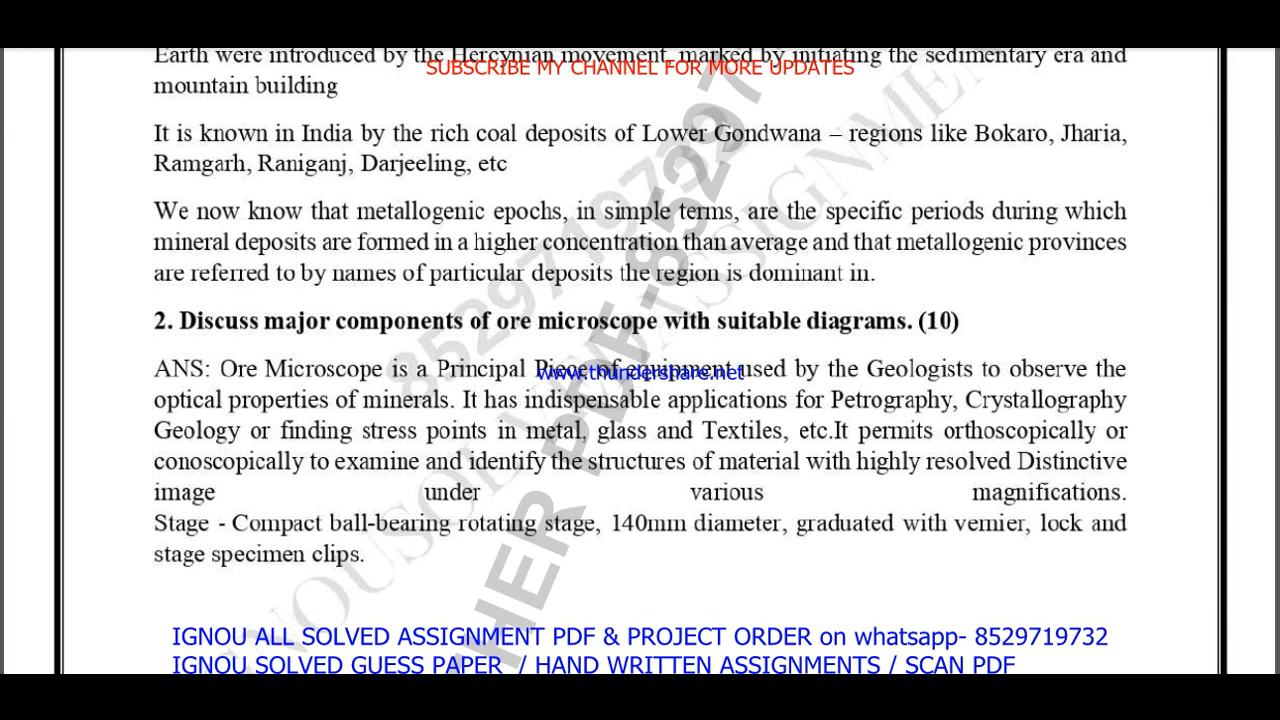 Earth were introduced by the Hercynian movement, marked by initiating the sedimentary era and
SUBSCRIBE MY CHANNEL FOR MORE UPDATES
mountain building
It is known in India by the rich coal deposits of Lower Gondwana – regions like Bokaro, Jharia,
Ramgarh, Raniganj, Darjeeling, etc
We now know that metallogenic epochs, in simple terms, are the specific periods during which
mineral deposits are formed in a higher concentration than average and that metallogenic provinces
are referred to by names of particular deposits the region is dominant in.
2. Discuss major components of ore microscope with suitable diagrams. (10)
ANS: Ore Microscope is a Principal Piece of equipment used by the Geologists to observe the
www.thundershare.net
optical properties of minerals. It has indispensable applications for Petrography, Crystallography
Geology or finding stress points in metal, glass and Textiles, etc.It permits orthoscopically or
conoscopically to examine and identify the structures of material with highly resolved Distinctive
image under various magnifications.
Stage - Compact ball-bearing rotating stage, 140mm diameter, graduated with vernier, lock and
stage specimen clips.
IGNOU ALL SOLVED ASSIGNMENT PDF & PROJECT ORDER on whatsapp- 8529719732
IGNOU SOLVED GUESS PAPER / HAND WRITTEN ASSIGNMENTS / SCAN PDF